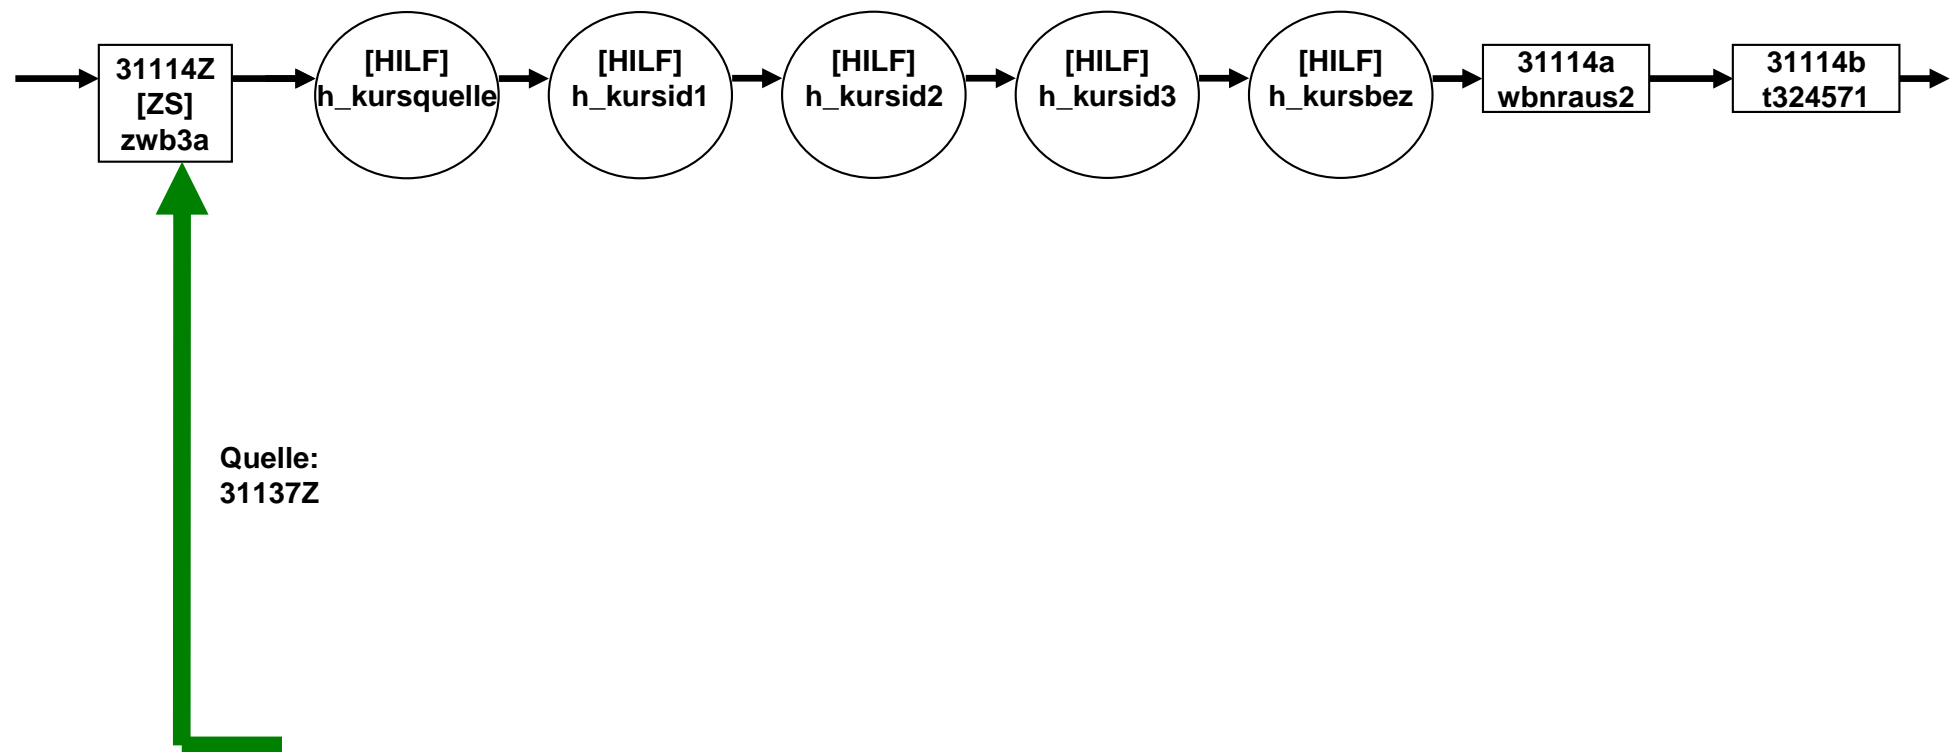 31114Z
[ZS]
zwb3a
[HILF]
h_kursquelle
[HILF]
h_kursid1
[HILF]
h_kursid2
[HILF]
h_kursid3
[HILF]
h_kursbez
31114a
wbnraus2
31114b
t324571
Quelle:
31137Z